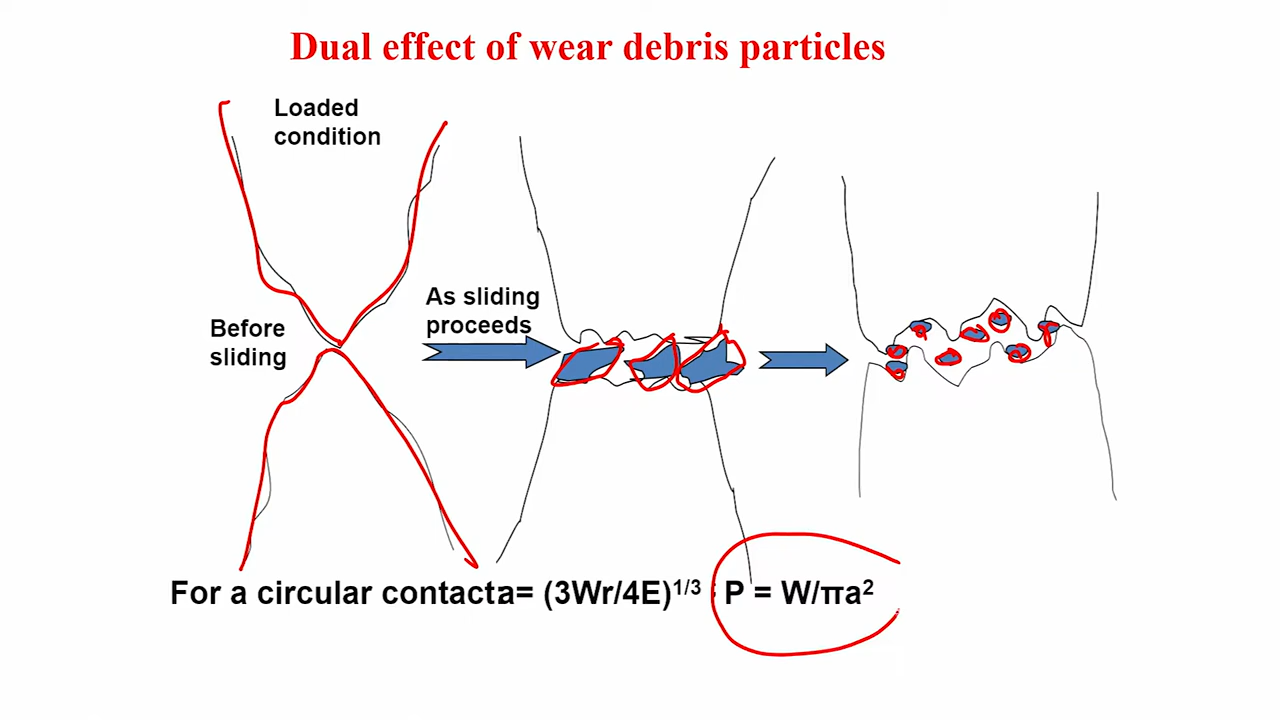 Dual effect of wear debris particles
Loaded
condition
As sliding
proceeds
Before
sliding
For a circular contact a= (3Wr/4E)^1/3 P = W/πa²